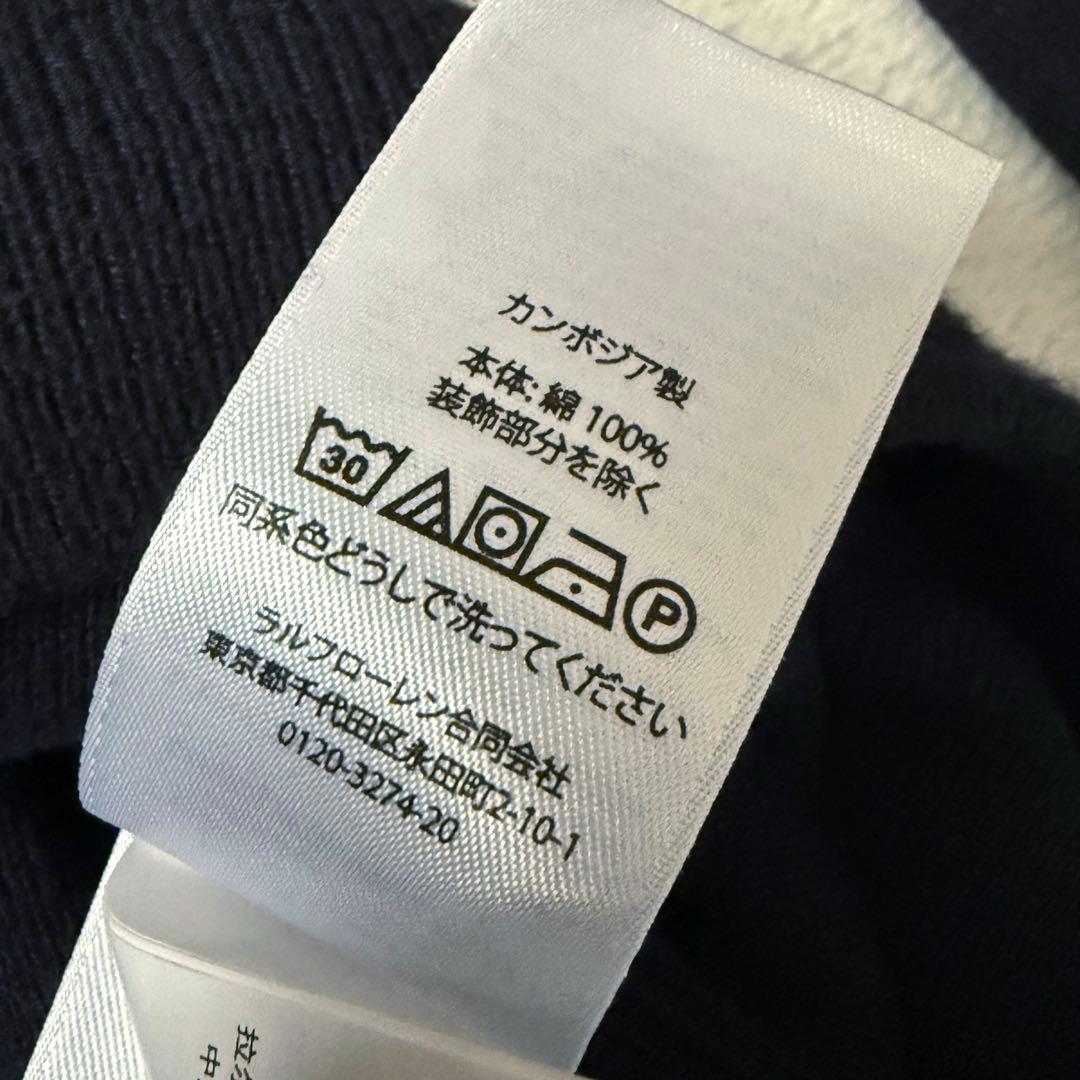 カンボジア製
本体: 綿 100%
装飾部分を除く
30
P
同系色どうしで洗ってください
ラルフローレン合同会社
東京都千代田区永田町2-10-1
0120-3274-20
拉
中